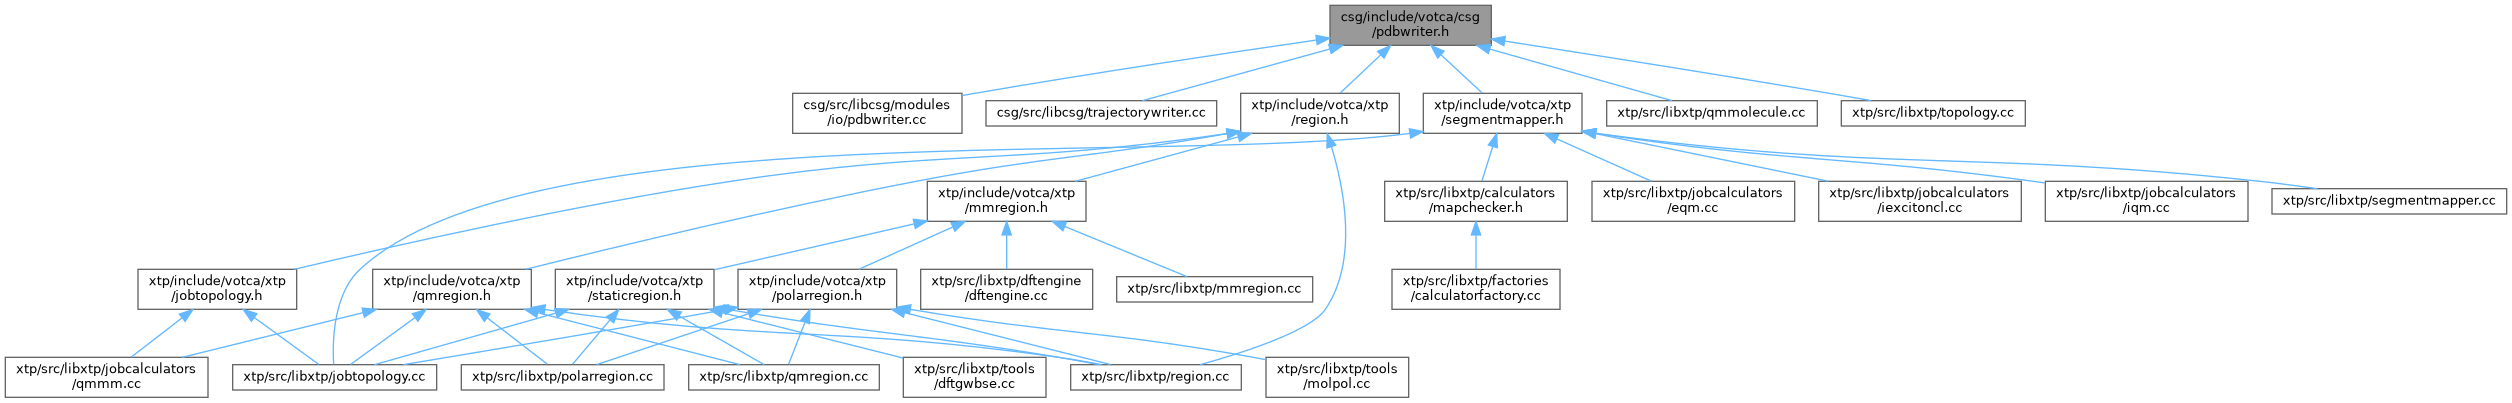 csg/include/votca/csg
/pdbwriter.h
csg/src/libcsg/modules
/io/pdbwriter.cc
csg/src/libcsg/trajectorywriter.cc
xtp/include/votca/xtp
/region.h
xtp/include/votca/xtp
/segmentmapper.h
xtp/src/libxtp/qmmolecule.cc
xtp/src/libxtp/topology.cc
xtp/include/votca/xtp
/mmregion.h
xtp/src/libxtp/calculators
/mapchecker.h
xtp/src/libxtp/jobcalculators
/eqm.cc
xtp/src/libxtp/jobcalculators
/iexcitoncl.cc
xtp/src/libxtp/jobcalculators
/iqm.cc
xtp/src/libxtp/segmentmapper.cc
xtp/include/votca/xtp
/jobtopology.h
xtp/include/votca/xtp
/qmregion.h
xtp/include/votca/xtp
/staticregion.h
xtp/include/votca/xtp
/polarregion.h
xtp/src/libxtp/dftengine
/dftengine.cc
xtp/src/libxtp/mmregion.cc
xtp/src/libxtp/factories
/calculatorfactory.cc
xtp/src/libxtp/jobcalculators
/qmmm.cc
xtp/src/libxtp/jobtopology.cc
xtp/src/libxtp/polarregion.cc
xtp/src/libxtp/qmregion.cc
xtp/src/libxtp/tools
/dftgwbse.cc
xtp/src/libxtp/region.cc
xtp/src/libxtp/tools
/molpol.cc